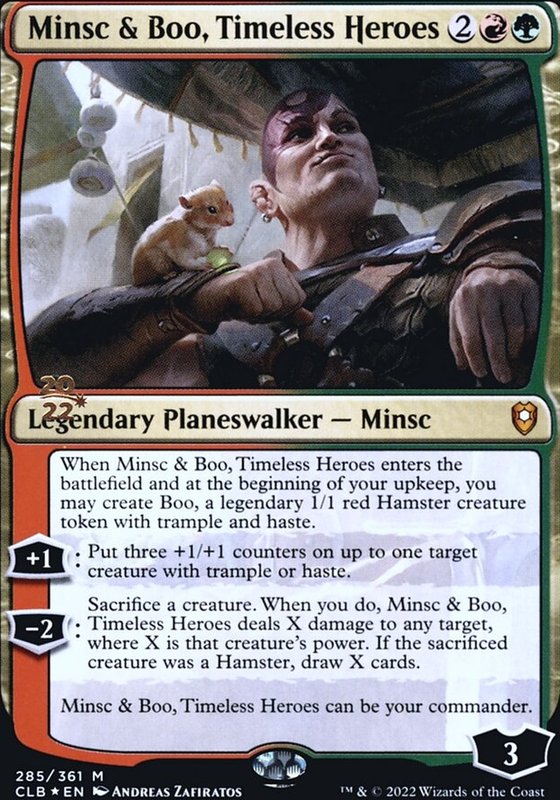 Minsc & Boo, Timeless Heroes 2
20
22
Legendary Planeswalker — Minsc
When Minsc & Boo, Timeless Heroes enters the
battlefield and at the beginning of your upkeep, you
may create Boo, a legendary 1/1 red Hamster creature
token with trample and haste.
+1: Put three +1/+1 counters on up to one target
creature with trample or haste.
Sacrifice a creature. When you do, Minsc & Boo,
−2: Timeless Heroes deals X damage to any target,
where X is that creature's power. If the sacrificed
creature was a Hamster, draw X cards.
Minsc & Boo, Timeless Heroes can be your commander.
3
285/361 M
CLB ★ EN Andreas Zafiratos
™ & © 2022 Wizards of the Coast